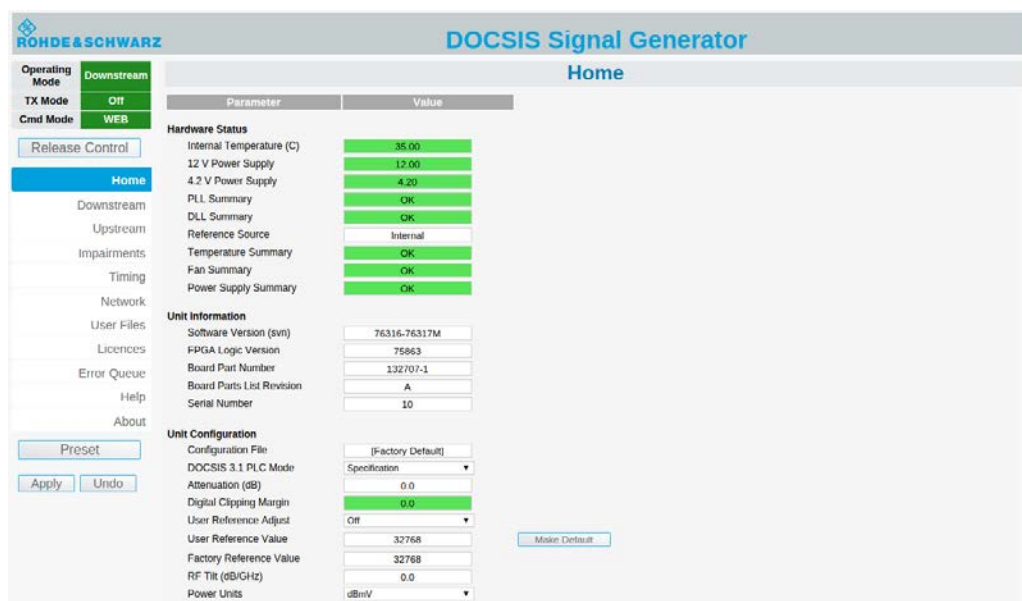 ROHDE&SCHWARZ
DOCSIS Signal Generator
Operating Mode Downstream
TX Mode Off
Cmd Mode WEB
Release Control
Home
Downstream
Upstream
Impairments
Timing
Network
User Files
Licences
Error Queue
Help
About
Preset
Apply Undo
Home
Parameter Value
Hardware Status
Internal Temperature (C) 35.00
12 V Power Supply 12.00
4.2 V Power Supply 4.20
PLL Summary OK
DLL Summary OK
Reference Source Internal
Temperature Summary OK
Fan Summary OK
Power Supply Summary OK
Unit Information
Software Version (svn) 76316-76317M
FPGA Logic Version 75863
Board Part Number 132707-1
Board Parts List Revision A
Serial Number 10
Unit Configuration
Configuration File [Factory Default]
DOCSIS 3.1 PLC Mode Specification
Attenuation (dB) 0.0
Digital Clipping Margin 0.0
User Reference Adjust Off
User Reference Value 32768 Make Default
Factory Reference Value 32768
RF Tilt (dB/GHz) 0.0
Power Units dBmV